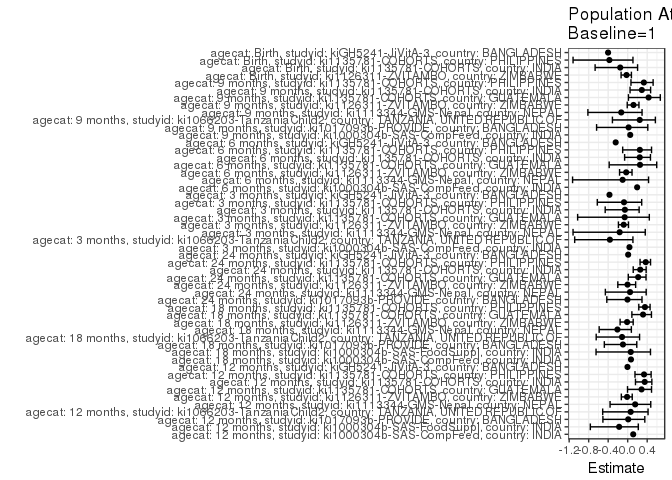 Population At
Baseline=1
agecat: Birth, studyid: kiGH5241-JiVitA-3, country: BANGLADESH
agecat: Birth, studyid: ki1135781-COHORTS, country: PHILIPPINES
agecat: Birth, studyid: ki1135781-COHORTS, country: INDIA
agecat: Birth, studyid: ki1126311-ZVITAMBO, country: ZIMBABWE
agecat: 9 months, studyid: ki1135781-COHORTS, country: PHILIPPINES
agecat: 9 months, studyid: ki1135781-COHORTS, country: INDIA
agecat: 9 months, studyid: ki1135781-COHORTS, country: GUATEMALA
agecat: 9 months, studyid: ki1126311-ZVITAMBO, country: ZIMBABWE
agecat: 9 months, studyid: ki1113344-GMS-Nepal, country: NEPAL
agecat: 9 months, studyid: ki1066203-TanzaniaChild2, country: TANZANIA, UNITED REPUBLIC OF
agecat: 9 months, studyid: ki1017093b-PROVIDE, country: BANGLADESH
agecat: 9 months, studyid: ki1000304b-SAS-CompFeed, country: INDIA
agecat: 6 months, studyid: kiGH5241-JiVitA-3, country: BANGLADESH
agecat: 6 months, studyid: ki1135781-COHORTS, country: PHILIPPINES
agecat: 6 months, studyid: ki1135781-COHORTS, country: INDIA
agecat: 6 months, studyid: ki1135781-COHORTS, country: GUATEMALA
agecat: 6 months, studyid: ki1126311-ZVITAMBO, country: ZIMBABWE
agecat: 6 months, studyid: ki1113344-GMS-Nepal, country: NEPAL
agecat: 6 months, studyid: ki1000304b-SAS-CompFeed, country: INDIA
agecat: 3 months, studyid: kiGH5241-JiVitA-3, country: BANGLADESH
agecat: 3 months, studyid: ki1135781-COHORTS, country: PHILIPPINES
agecat: 3 months, studyid: ki1135781-COHORTS, country: INDIA
agecat: 3 months, studyid: ki1135781-COHORTS, country: GUATEMALA
agecat: 3 months, studyid: ki1126311-ZVITAMBO, country: ZIMBABWE
agecat: 3 months, studyid: ki1113344-GMS-Nepal, country: NEPAL
agecat: 3 months, studyid: ki1066203-TanzaniaChild2, country: TANZANIA, UNITED REPUBLIC OF
agecat: 3 months, studyid: ki1000304b-SAS-CompFeed, country: INDIA
agecat: 24 months, studyid: kiGH5241-JiVitA-3, country: BANGLADESH
agecat: 24 months, studyid: ki1135781-COHORTS, country: PHILIPPINES
agecat: 24 months, studyid: ki1135781-COHORTS, country: INDIA
agecat: 24 months, studyid: ki1135781-COHORTS, country: GUATEMALA
agecat: 24 months, studyid: ki1126311-ZVITAMBO, country: ZIMBABWE
agecat: 24 months, studyid: ki1113344-GMS-Nepal, country: NEPAL
agecat: 24 months, studyid: ki1017093b-PROVIDE, country: BANGLADESH
agecat: 18 months, studyid: ki1135781-COHORTS, country: PHILIPPINES
agecat: 18 months, studyid: ki1135781-COHORTS, country: GUATEMALA
agecat: 18 months, studyid: ki1126311-ZVITAMBO, country: ZIMBABWE
agecat: 18 months, studyid: ki1113344-GMS-Nepal, country: NEPAL
agecat: 18 months, studyid: ki1066203-TanzaniaChild2, country: TANZANIA, UNITED REPUBLIC OF
agecat: 18 months, studyid: ki1017093b-PROVIDE, country: BANGLADESH
agecat: 18 months, studyid: ki1000304b-SAS-FoodSuppl, country: INDIA
agecat: 18 months, studyid: ki1000304b-SAS-CompFeed, country: INDIA
agecat: 12 months, studyid: kiGH5241-JiVitA-3, country: BANGLADESH
agecat: 12 months, studyid: ki1135781-COHORTS, country: PHILIPPINES
agecat: 12 months, studyid: ki1135781-COHORTS, country: INDIA
agecat: 12 months, studyid: ki1135781-COHORTS, country: GUATEMALA
agecat: 12 months, studyid: ki1126311-ZVITAMBO, country: ZIMBABWE
agecat: 12 months, studyid: ki1113344-GMS-Nepal, country: NEPAL
agecat: 12 months, studyid: ki1066203-TanzaniaChild2, country: TANZANIA, UNITED REPUBLIC OF
agecat: 12 months, studyid: ki1017093b-PROVIDE, country: BANGLADESH
agecat: 12 months, studyid: ki1000304b-SAS-FoodSuppl, country: INDIA
agecat: 12 months, studyid: ki1000304b-SAS-CompFeed, country: INDIA
-1.2-0.8-0.40.0 0.4
Estimate